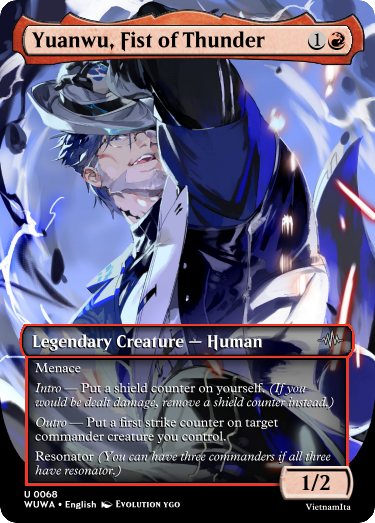 Yuanwu, Fist of Thunder 1
Legendary Creature — Human
Menace
Intro — Put a shield counter on yourself. (If you
would be dealt damage, remove a shield counter instead.)
Outro — Put a first strike counter on target
commander creature you control.
Resonator (You can have three commanders if all three
have resonator.)
1/2
U 0068
WUWA • English EVOLUTION YGO
VietnamIta